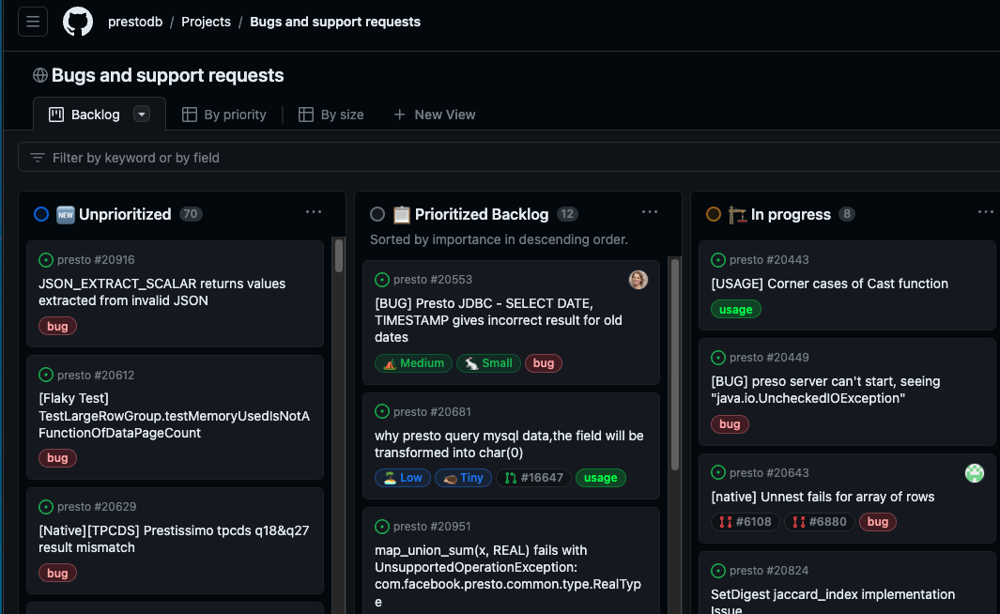 prestodb / Projects / Bugs and support requests
Bugs and support requests
Backlog By priority By size + New View
Filter by keyword or by field
NEW Unprioritized 70 ...
presto #20916
JSON_EXTRACT_SCALAR returns values
extracted from invalid JSON
bug
presto #20612
[Flaky Test]
TestLargeRowGroup.testMemoryUsedIsNotA
FunctionOfDataPageCount
bug
presto #20629
[Native][TPCDS] Prestissimo tpcds q18&q27
result mismatch
bug
Prioritized Backlog 12 ...
Sorted by importance in descending order.
presto #20553
[BUG] Presto JDBC - SELECT DATE,
TIMESTAMP gives incorrect result for old
dates
Medium Small bug
presto #20681
why presto query mysql data,the field will be
transformed into char(0)
Low Tiny #16647 usage
presto #20951
map_union_sum(x, REAL) fails with
UnsupportedOperationException:
com.facebook.presto.common.type.RealTyp
e
In progress 8 ...
presto #20443
[USAGE] Corner cases of Cast function
usage
presto #20449
[BUG] preso server can't start, seeing
"java.io.UncheckedIOException"
bug
presto #20643
[native] Unnest fails for array of rows
#6108 #6880 bug
presto #20824
SetDigest jaccard_index implementation
Issue